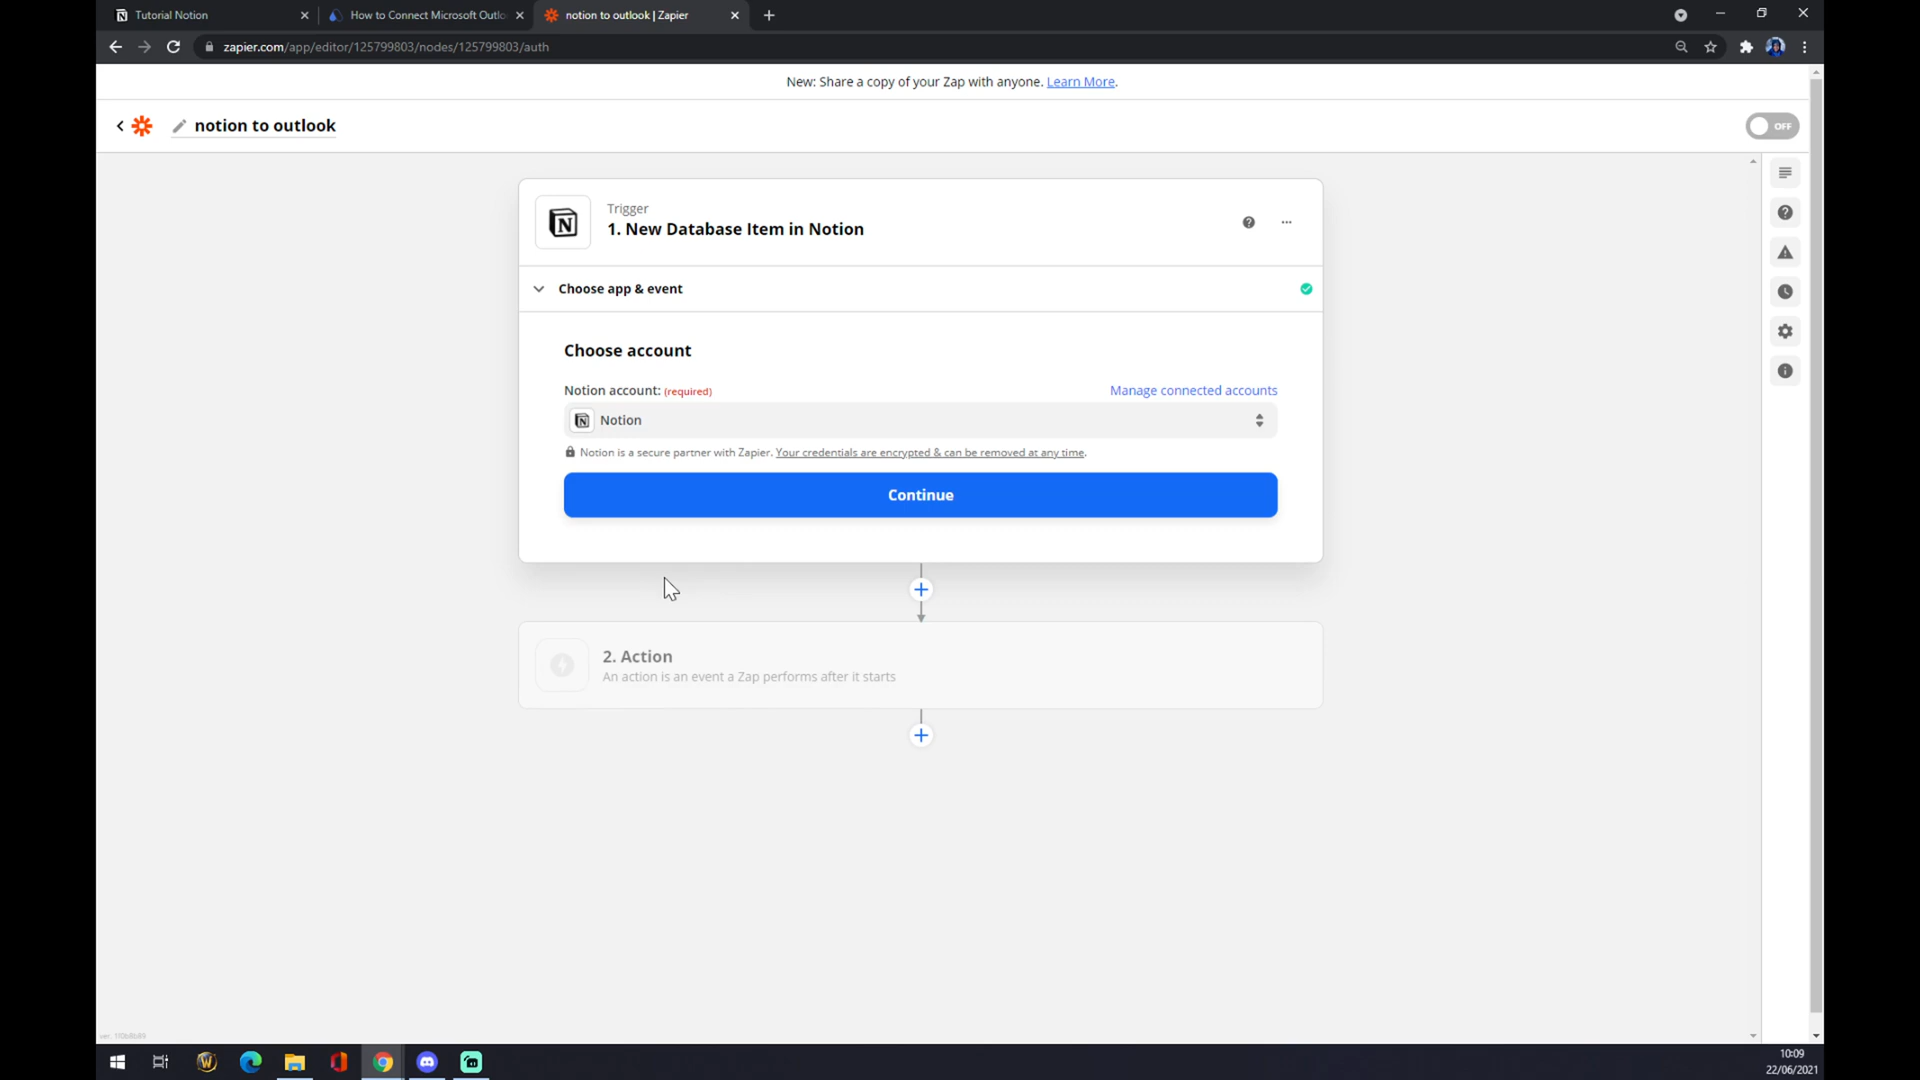 Tutorial Notion
How to Connect Microsoft Outlo
notion to outlook | Zapier
zapier.com/app/editor/125799803/nodes/125799803/auth
New: Share a copy of your Zap with anyone. Learn More.
notion to outlook
OFF
Trigger
1. New Database Item in Notion
Choose app & event
Choose account
Notion account: (required)
Manage connected accounts
Notion
Notion is a secure partner with Zapier. Your credentials are encrypted & can be removed at any time.
Continue
2. Action
An action is an event a Zap performs after it starts
10:09
22/06/2021